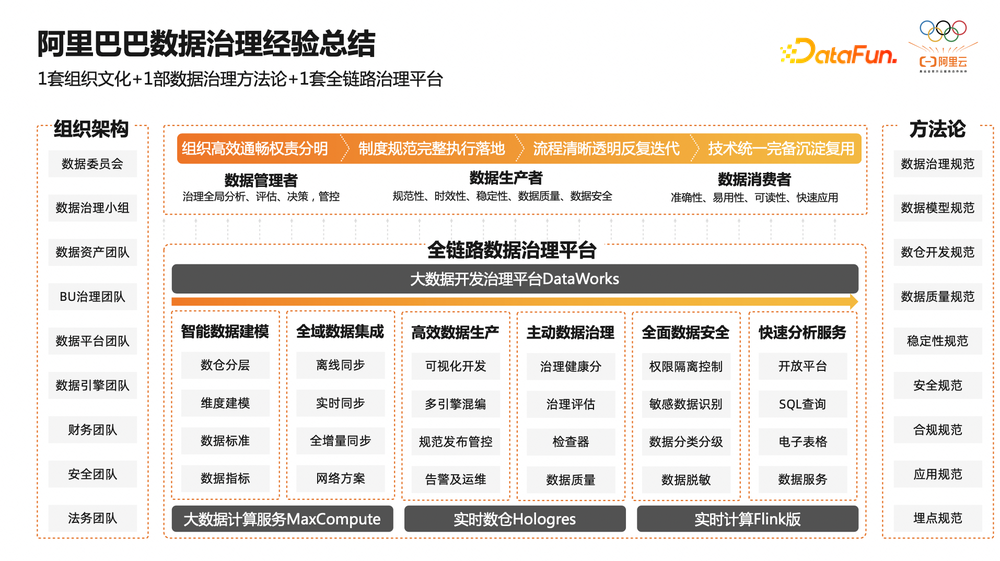 阿里巴巴数据治理经验总结
1套组织文化+1部数据治理方法论+1套全链路治理平台
DataFun.
阿里云
组织架构
数据委员会
数据治理小组
数据资产团队
BU治理团队
数据平台团队
数据引擎团队
财务团队
安全团队
法务团队
组织高效通畅权责分明
制度规范完整执行落地
流程清晰透明反复迭代
技术统一完备沉淀复用
数据管理者
治理全局分析、评估、决策，管控
数据生产者
规范性、时效性、稳定性、数据质量、数据安全
数据消费者
准确性、易用性、可读性、快速应用
全链路数据治理平台
大数据开发治理平台DataWorks
智能数据建模
数仓分层
维度建模
数据标准
数据指标
全域数据集成
离线同步
实时同步
全增量同步
网络方案
高效数据生产
可视化开发
多引擎混编
规范发布管控
告警及运维
主动数据治理
治理健康分
治理评估
检查器
数据质量
全面数据安全
权限隔离控制
敏感数据识别
数据分类分级
数据脱敏
快速分析服务
开放平台
SQL查询
电子表格
数据服务
大数据计算服务MaxCompute
实时数仓Hologres
实时计算Flink版
方法论
数据治理规范
数据模型规范
数仓开发规范
数据质量规范
稳定性规范
安全规范
合规规范
应用规范
埋点规范